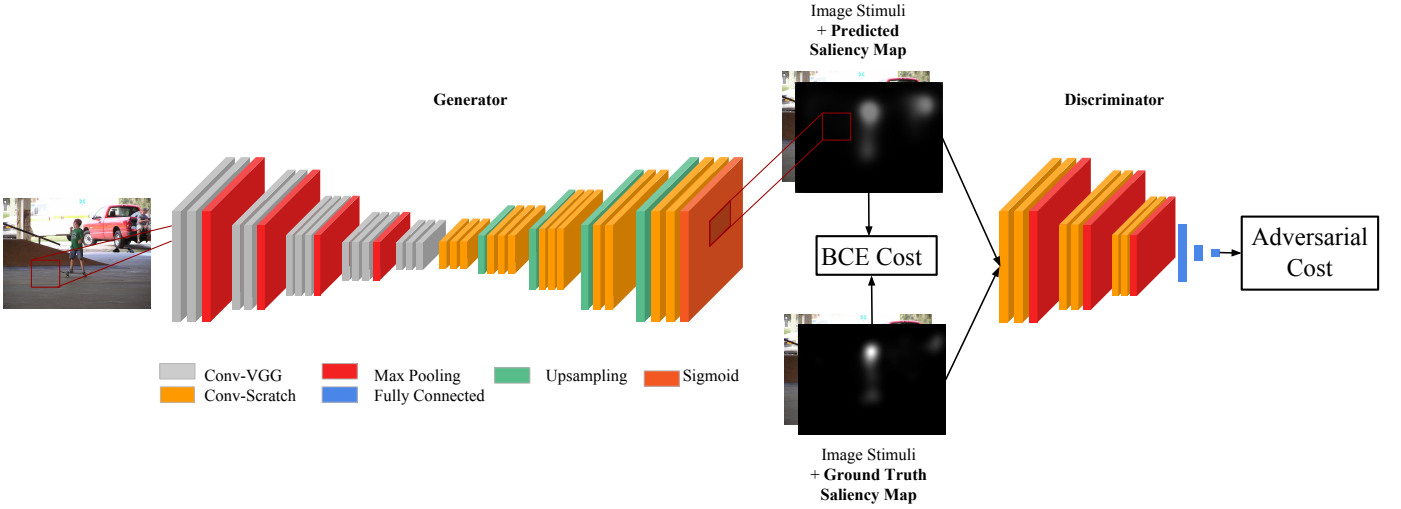 Image Stimuli
+ Predicted
Saliency Map
Generator
Discriminator
BCE Cost
Adversarial
Cost
Conv-VGG
Max Pooling
Upsampling
Sigmoid
Conv-Scratch
Fully Connected
Image Stimuli
+ Ground Truth
Saliency Map